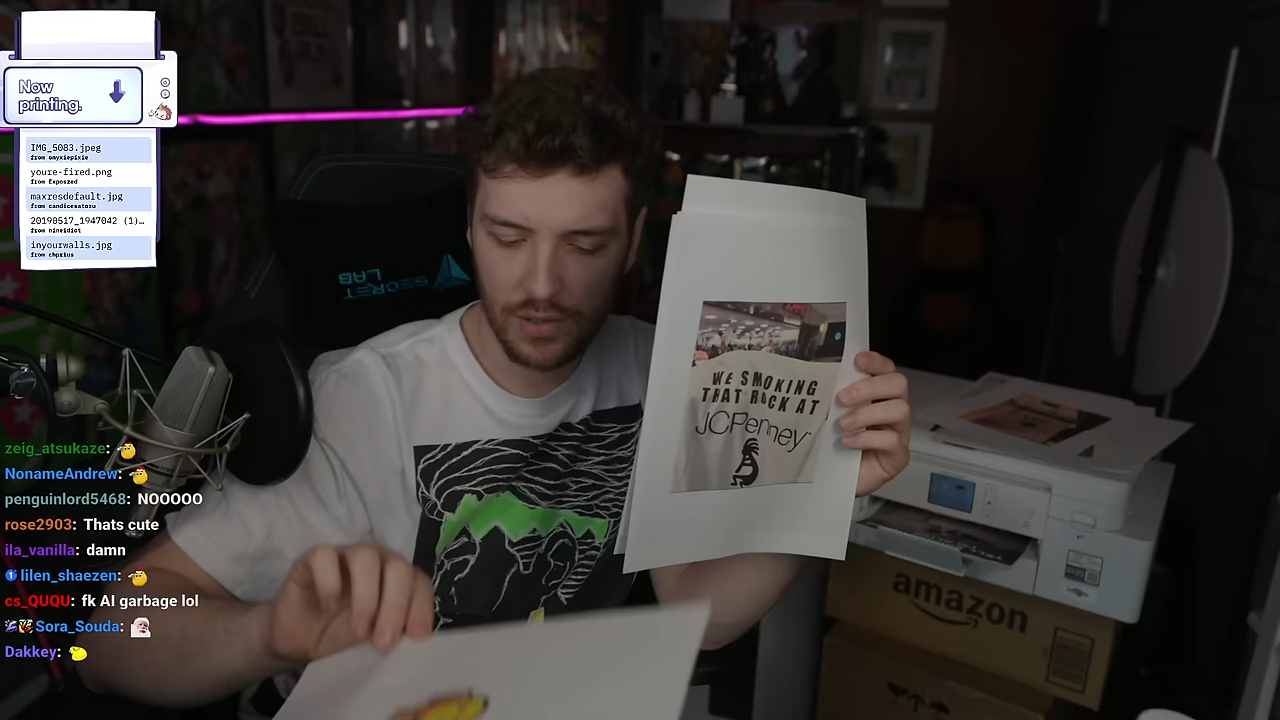 Now
printing.
IMG_5083.jpeg
from onyxiepixie
youre-fired.png
from Exposzed
maxresdefault.jpg
from candicesatoru
20190517_1947042 (1)…
from nineidiot
inyourwalls.jpg
from chprius
SECRET
LAB
WE SMOKING
THAT ROCK AT
JCPenney
amazon
zeig_atsukaze:
NonameAndrew:
penguinlord5468: NOOOOO
rose2903: Thats cute
ila_vanilla: damn
lilen_shaezen:
cs_QUQU: fk AI garbage lol
Sora_Souda:
Dakkey: